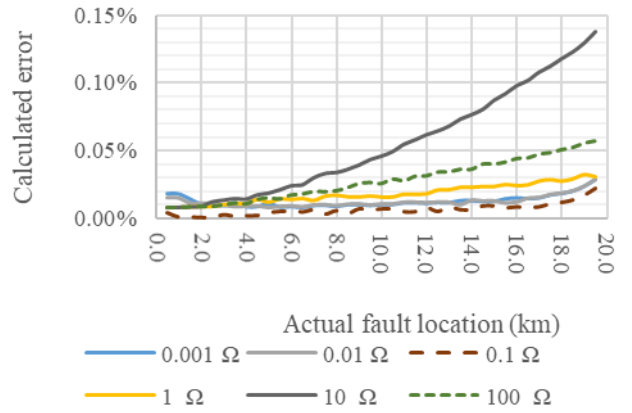 0.15%
0.10%
0.05%
0.00%
Calculated error
0.0
2.0
4.0
6.0
8.0
10.0
12.0
14.0
16.0
18.0
20.0
Actual fault location (km)
0.001 Ω
0.01 Ω
0.1 Ω
1 Ω
10 Ω
100 Ω